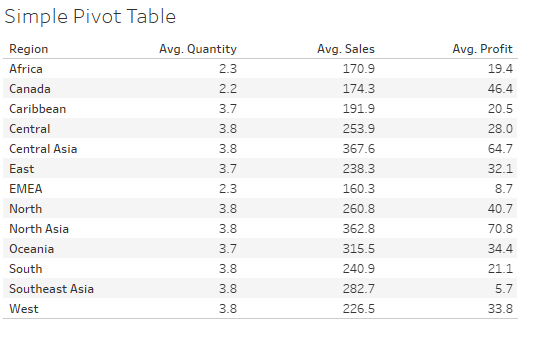 Simple Pivot Table
Region Avg. Quantity Avg. Sales Avg. Profit
Africa 2.3 170.9 19.4
Canada 2.2 174.3 46.4
Caribbean 3.7 191.9 20.5
Central 3.8 253.9 28.0
Central Asia 3.8 367.6 64.7
East 3.7 238.3 32.1
EMEA 2.3 160.3 8.7
North 3.8 260.8 40.7
North Asia 3.8 362.8 70.8
Oceania 3.7 315.5 34.4
South 3.8 240.9 21.1
Southeast Asia 3.8 282.7 5.7
West 3.8 226.5 33.8